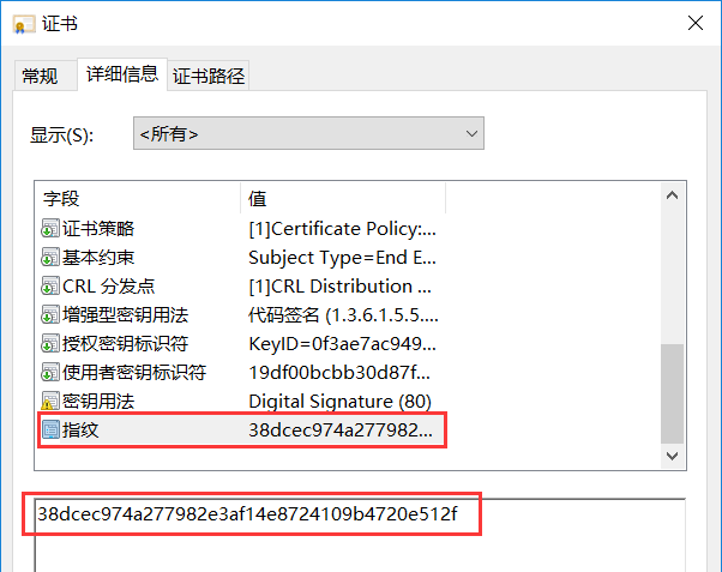 证书
常规 详细信息 证书路径
显示(S): <所有>
字段 值
证书策略 [1]Certificate Policy:...
基本约束 Subject Type=End E...
CRL 分发点 [1]CRL Distribution ...
增强型密钥用法 代码签名 (1.3.6.1.5.5....
授权密钥标识符 KeyID=0f3ae7ac949...
使用者密钥标识符 19df00bcbb30d87f...
密钥用法 Digital Signature (80)
指纹 38dcec974a277982...
38dcec974a277982e3af14e8724109b4720e512f